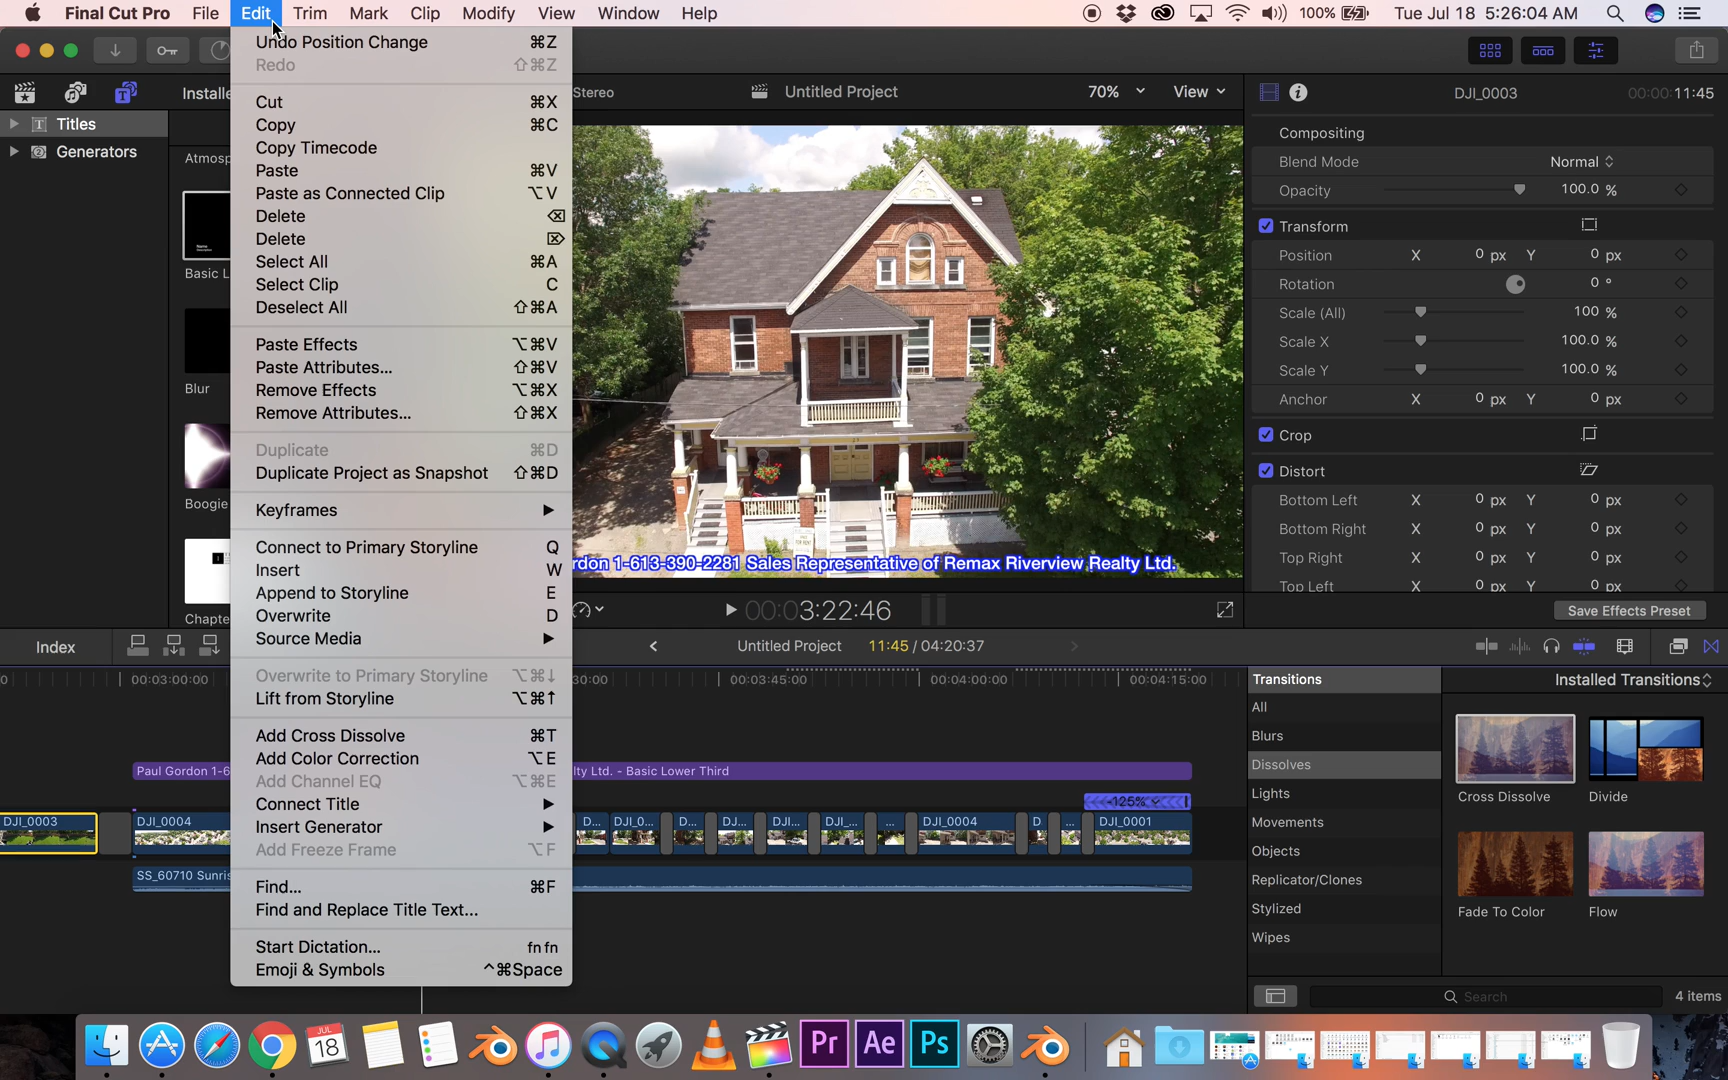 Final Cut Pro File Edit Trim Mark Clip Modify View Window Help 100% Tue Jul 18 5:26:04 AM
Undo Position Change ⌘Z
Redo ⇧⌘Z
Cut ⌘X
Copy ⌘C
Copy Timecode
Paste ⌘V
Paste as Connected Clip ⌥V
Delete ⌫
Delete ⌦
Select All ⌘A
Select Clip C
Deselect All ⇧⌘A
Paste Effects ⌥⌘V
Paste Attributes... ⇧⌘V
Remove Effects ⌥⌘X
Remove Attributes... ⇧⌘X
Duplicate ⌘D
Duplicate Project as Snapshot ⇧⌘D
Keyframes
Connect to Primary Storyline Q
Insert W
Append to Storyline E
Overwrite D
Source Media
Overwrite to Primary Storyline ⌥⌘↓
Lift from Storyline ⌥⌘↑
Add Cross Dissolve ⌘T
Add Color Correction ⌥E
Add Channel EQ ⌥⌘E
Connect Title
Insert Generator
Add Freeze Frame ⌥F
Find... ⌘F
Find and Replace Title Text...
Start Dictation... fn fn
Emoji & Symbols ^⌘Space
Installe
Titles
Generators
Atmosp
Name
Description
Basic L
Blur
Boogie
Chapte
Stereo
Untitled Project
70%
View
rdon 1-613-390-2281 Sales Representative of Remax Riverview Realty Ltd.
00:03:22:46
DJI_0003 00:00:11:45
Compositing
Blend Mode Normal
Opacity 100.0 %
Transform
Position X 0 px Y 0 px
Rotation 0 °
Scale (All) 100 %
Scale X 100.0 %
Scale Y 100.0 %
Anchor X 0 px Y 0 px
Crop
Distort
Bottom Left X 0 px Y 0 px
Bottom Right X 0 px Y 0 px
Top Right X 0 px Y 0 px
Top Left X 0 px Y 0 px
Save Effects Preset
Index
Untitled Project 11:45 / 04:20:37
0 00:03:00:00 30:00 00:03:45:00 00:04:00:00 00:04:15:00
Paul Gordon 1-6 lty Ltd. - Basic Lower Third
-125%
DJI_0003 DJI_0004 D... DJI_0... D... DJ... DJI... DJI_... ... DJI_0004 D ... DJI_0001
SS_60710 Sunris
Transitions
All
Blurs
Dissolves
Lights
Movements
Objects
Replicator/Clones
Stylized
Wipes
Installed Transitions
Cross Dissolve
Divide
Fade To Color
Flow
Search
4 items
JUL
18
Pr
Ae
Ps